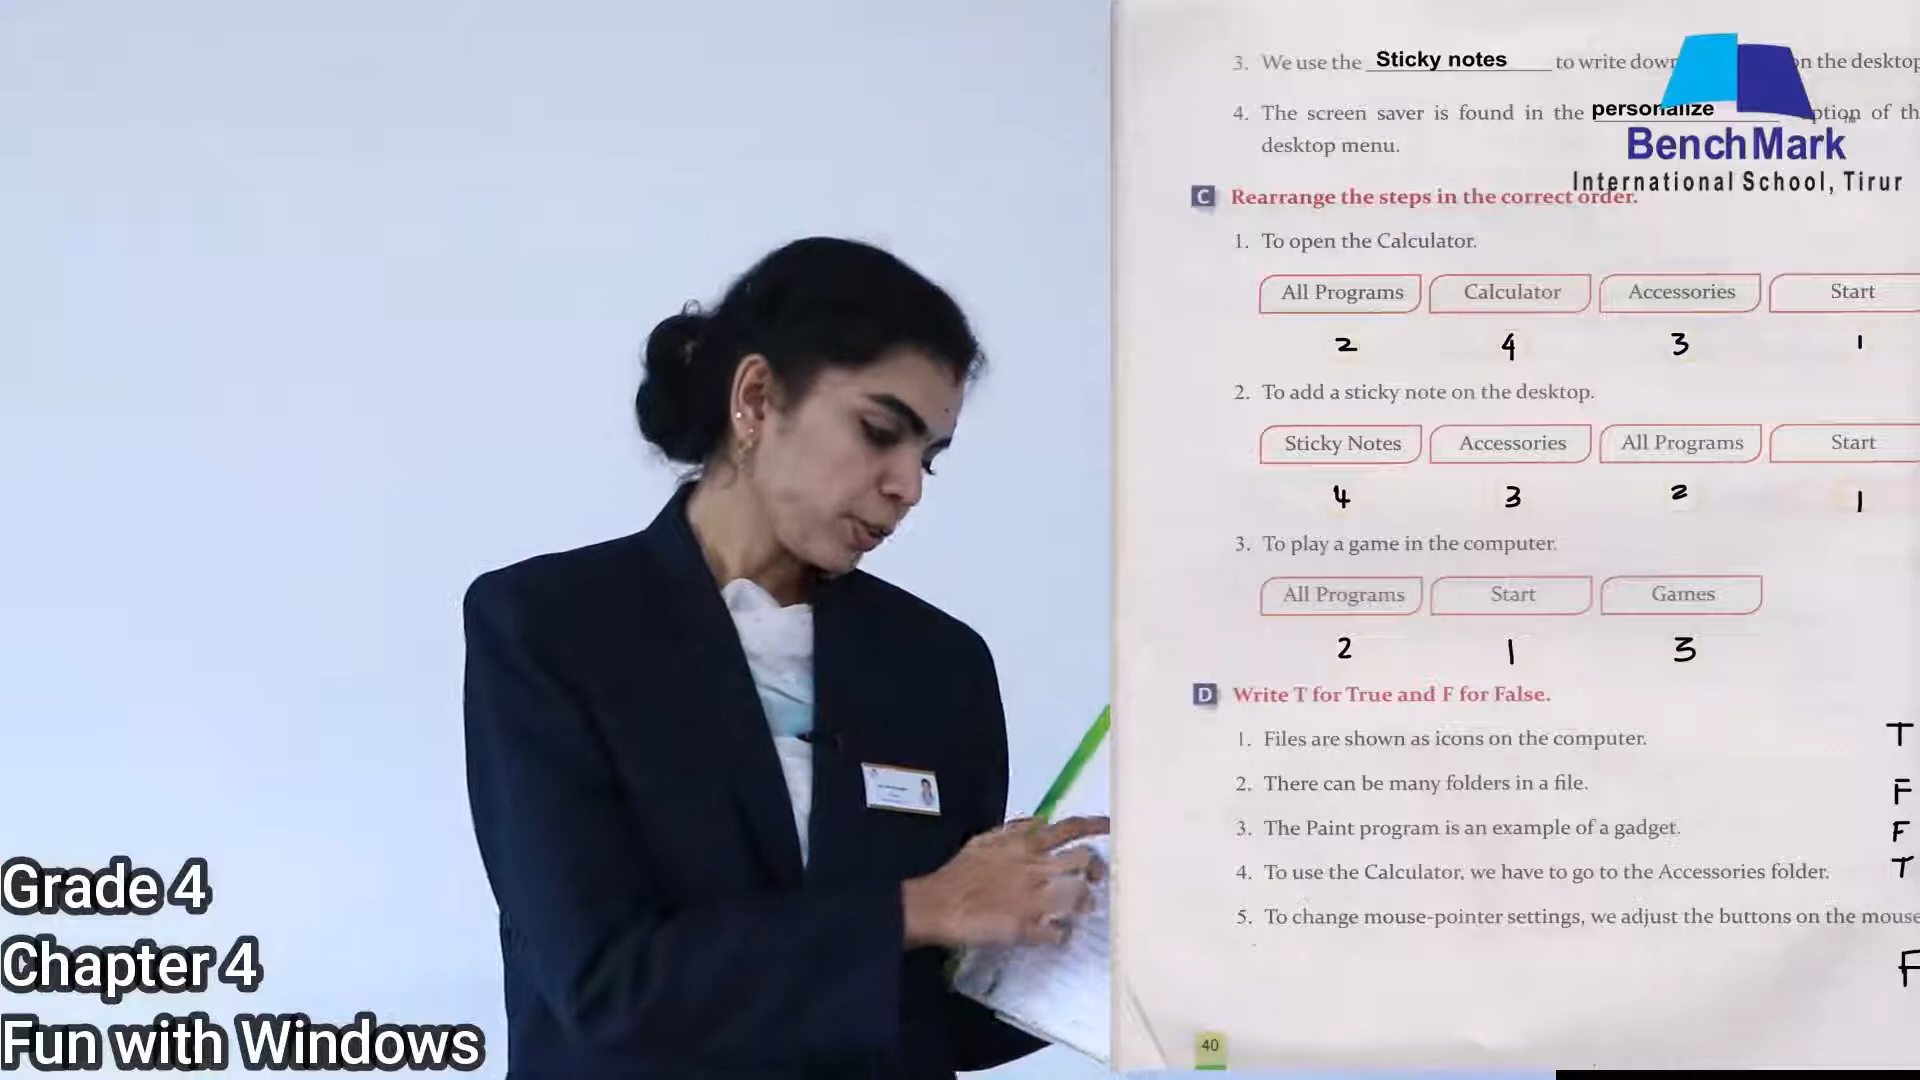 3. We use the Sticky notes to write down on the desktop
4. The screen saver is found in the personalize option of th
desktop menu.
BenchMark
TM
International School, Tirur
C Rearrange the steps in the correct order.
1. To open the Calculator.
All Programs Calculator Accessories Start
2 4 3 1
2. To add a sticky note on the desktop.
Sticky Notes Accessories All Programs Start
4 3 2 1
3. To play a game in the computer.
All Programs Start Games
2 1 3
D Write T for True and F for False.
1. Files are shown as icons on the computer. T
2. There can be many folders in a file. F
3. The Paint program is an example of a gadget. F
4. To use the Calculator, we have to go to the Accessories folder. T
5. To change mouse-pointer settings, we adjust the buttons on the mouse
F
40
Grade 4
Chapter 4
Fun with Windows